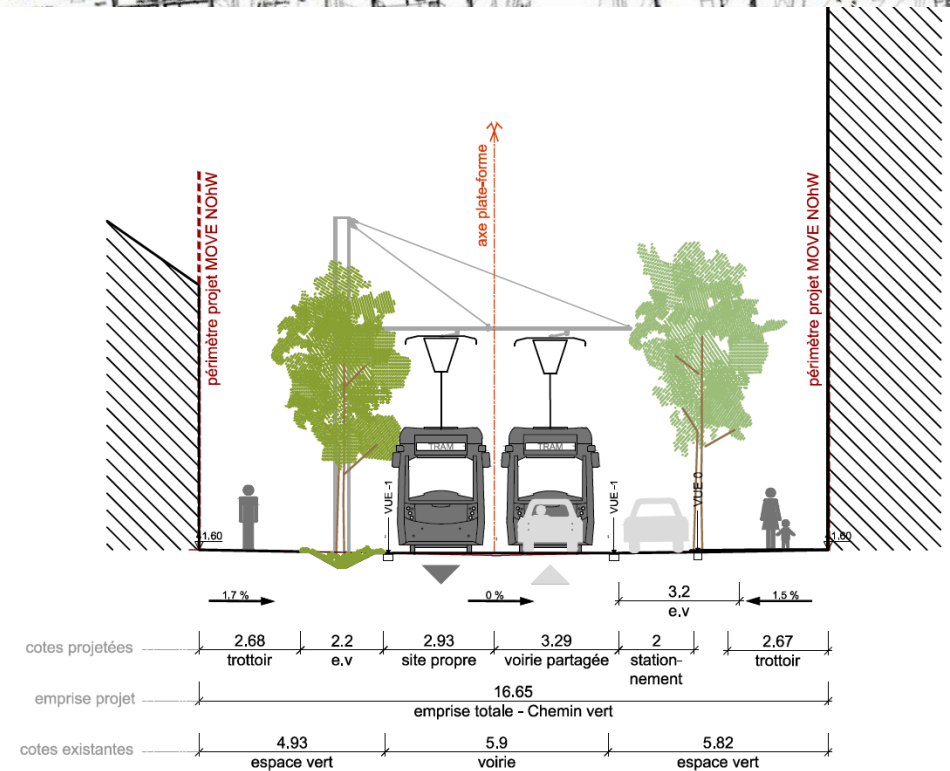 axe plate-forme
périmètre projet MOVE NOhW
périmètre projet MOVE NOhW
TRAM
TRAM
VUE -1
VUE -1
VUE 0
1.60
1.60
1.7 %
0 %
1.5 %
3.2
e.v
cotes projetées
2.68
2.2
2.93
3.29
2
2.67
trottoir
e.v
site propre
voirie partagée
station-
nement
trottoir
emprise projet
16.65
emprise totale - Chemin vert
cotes existantes
4.93
5.9
5.82
espace vert
voirie
espace vert